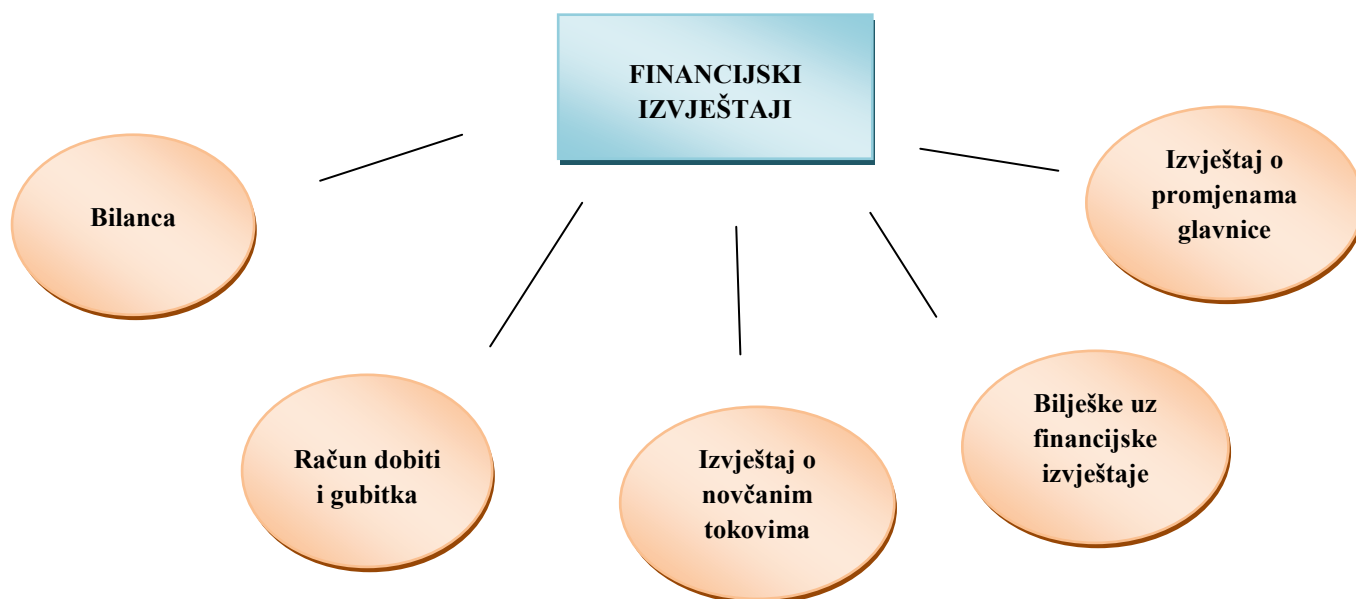 FINANCIJSKI
IZVJEŠTAJI
Bilanca
Račun dobiti
i gubitka
Izvještaj o
novčanim
tokovima
Bilješke uz
financijske
izvještaje
Izvještaj o
promjenama
glavnice